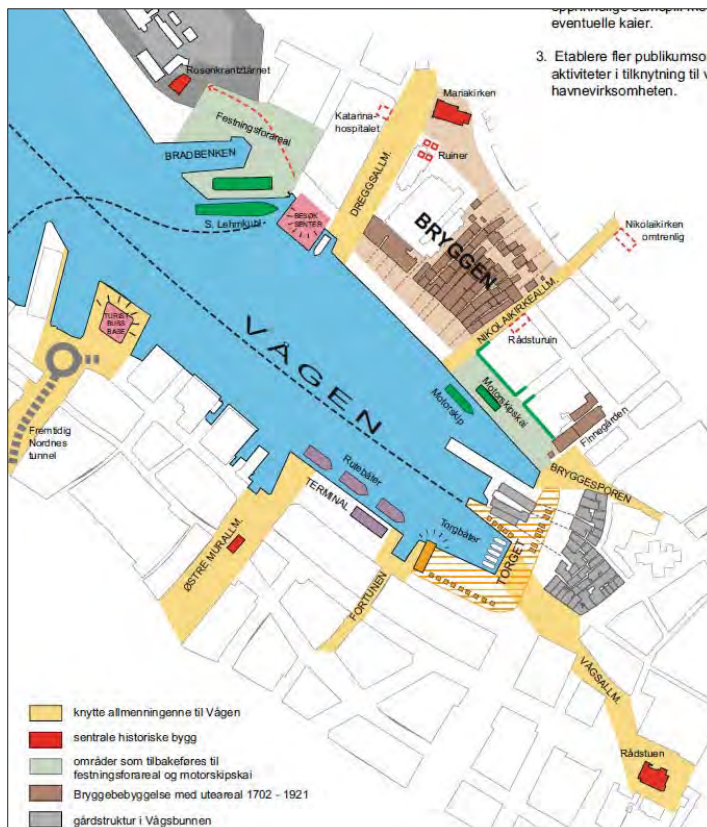 eventuelle kaier.
3. Etablere fler publikumso
aktiviteter i tilknytning til v
havnevirksomheten.
Rosenkrantztårnet
Mariakirken
Katarina-
hospitalet
Festningsforareal
Ruiner
BRADBENKEN
DREGGSALLM.
S. Lehmkuhl
BESØK
SENTER
BRYGGEN
Nikolaikirken
omtrentlig
NIKOLAIKIRKEALLM.
TURIST
BUSS
BASE
Rådsturuin
VÅGEN
Motorskip
Motorskipskai
Finnegården
Fremtidig
Nordnes
tunnel
Rutebåter
BRYGGESPOREN
TERMINAL
Torgbåter
TORGET
ØSTRE MURALLM.
FORTUNEN
VÅGSALLM.
Rådstuen
knytte allmenningenne til Vågen
sentrale historiske bygg
områder som tilbakeføres til
festningsforareal og motorskipskai
Bryggebebyggelse med uteareal 1702 - 1921
gårdstruktur i Vågsbunnen